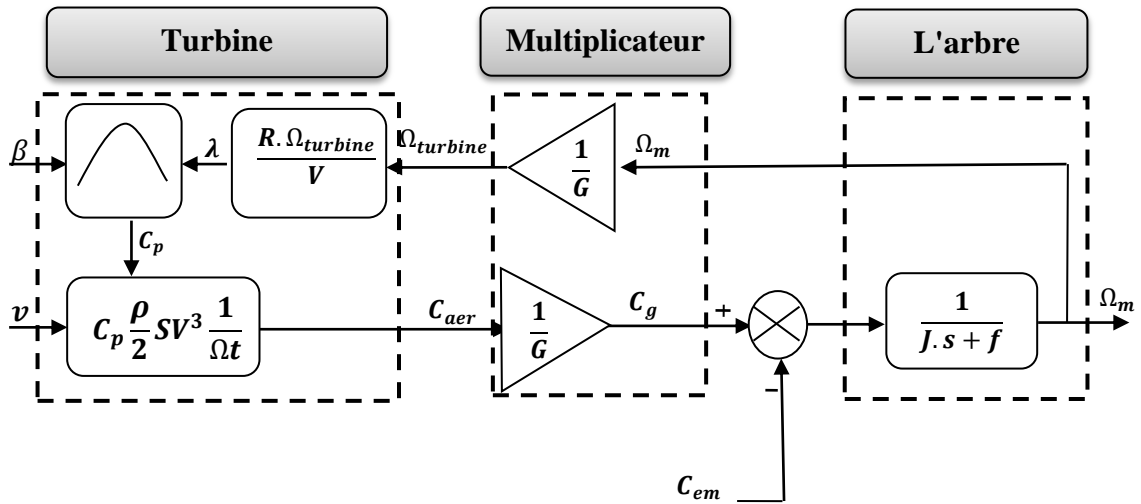 Turbine
Multiplicateur
L'arbre
β
λ
R. Ω_turbine / V
Ω_turbine
1/G
Ω_m
C_p
v
C_p ρ/2 SV³ 1/Ωt
C_aer
1/G
C_g
+
1/(J.s + f)
Ω_m
−
C_em